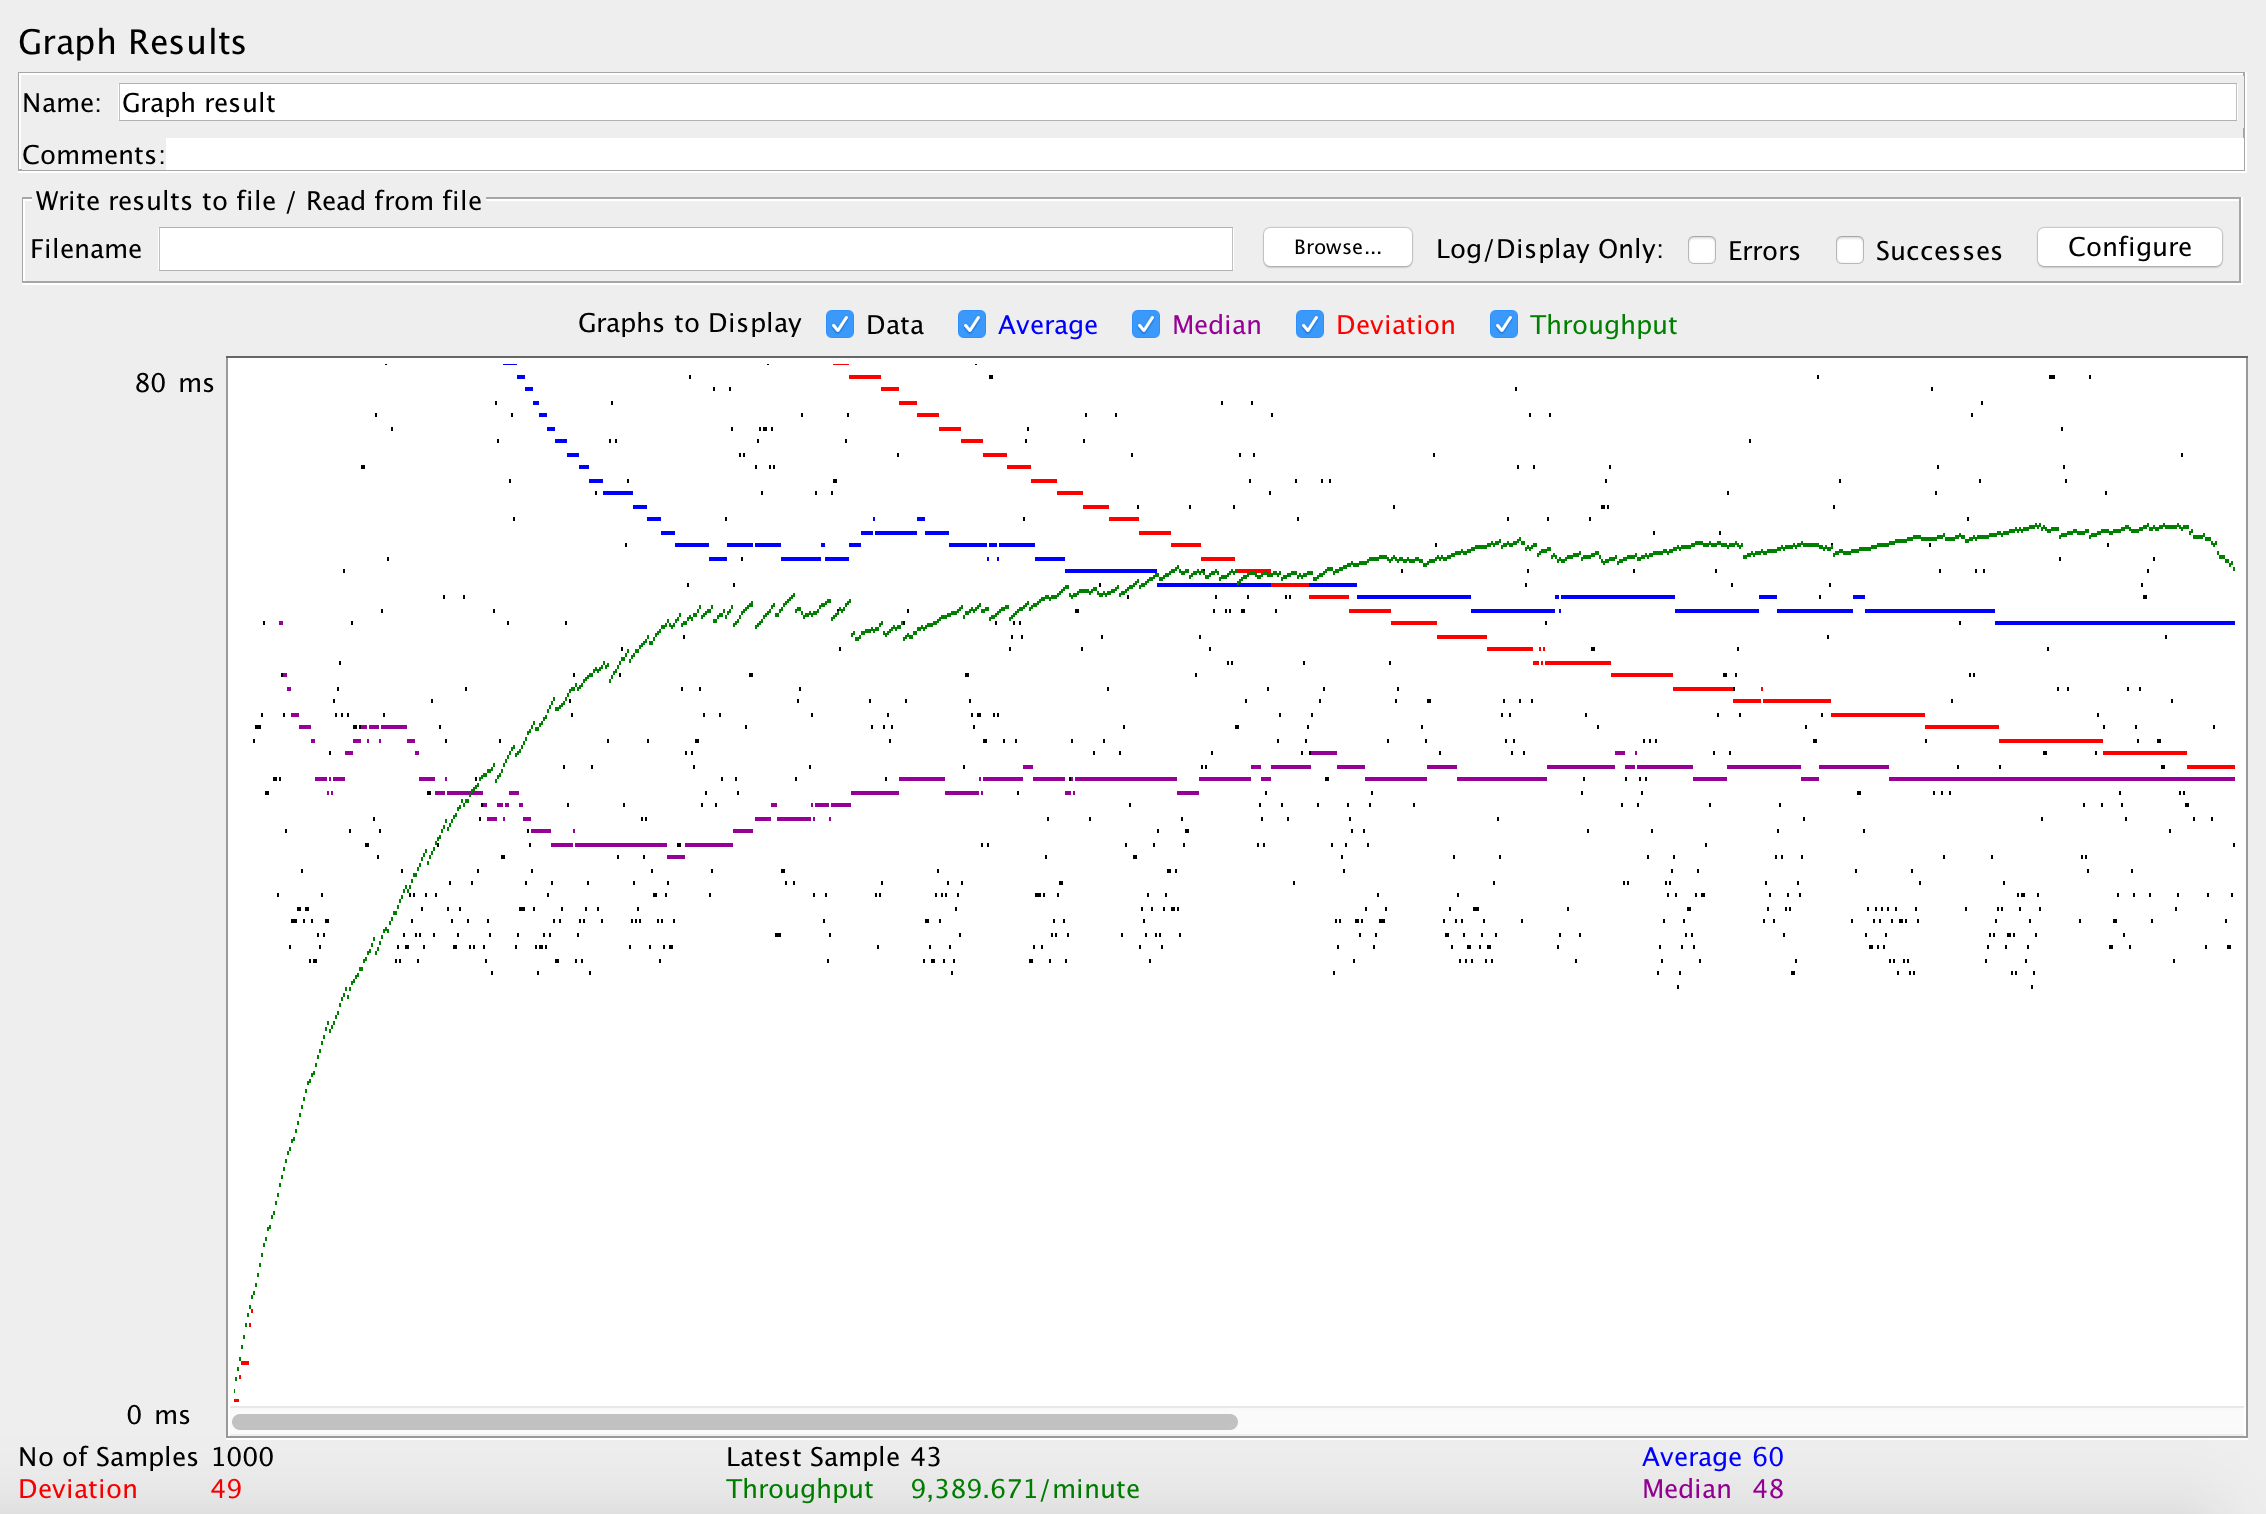 Graph Results
Name: Graph result
Comments:
Write results to file / Read from file
Filename Browse... Log/Display Only: Errors Successes Configure
Graphs to Display Data Average Median Deviation Throughput
80 ms
0 ms
No of Samples 1000 Latest Sample 43 Average 60
Deviation 49 Throughput 9,389.671/minute Median 48